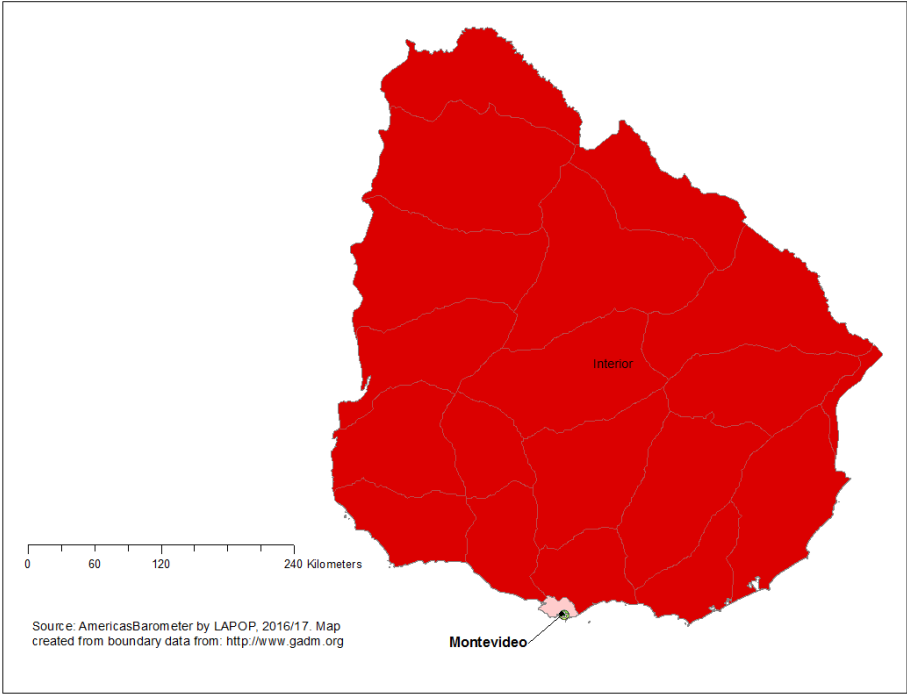 Interior
0 60 120 240 Kilometers
Source: AmericasBarometer by LAPOP, 2016/17. Map
created from boundary data from: http://www.gadm.org
Montevideo